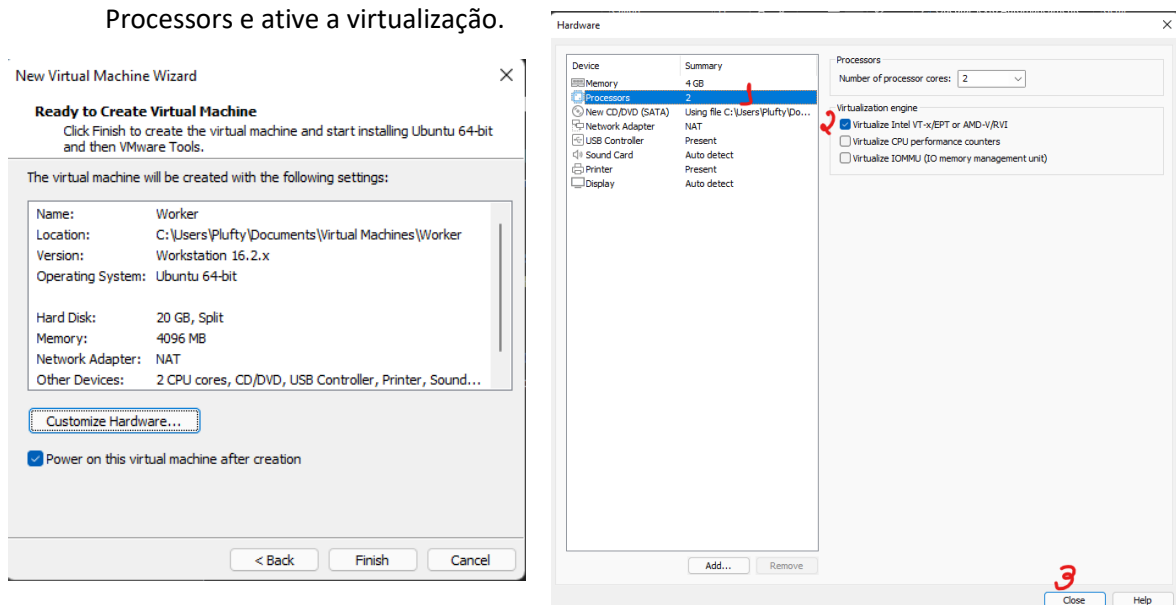 Processors e ative a virtualização.
New Virtual Machine Wizard
Ready to Create Virtual Machine
Click Finish to create the virtual machine and start installing Ubuntu 64-bit
and then VMware Tools.
The virtual machine will be created with the following settings:
Name: Worker
Location: C:\Users\Plufty\Documents\Virtual Machines\Worker
Version: Workstation 16.2.x
Operating System: Ubuntu 64-bit
Hard Disk: 20 GB, Split
Memory: 4096 MB
Network Adapter: NAT
Other Devices: 2 CPU cores, CD/DVD, USB Controller, Printer, Sound...
Customize Hardware...
Power on this virtual machine after creation
< Back Finish Cancel
Hardware
Device Summary
Memory 4 GB
Processors 2
New CD/DVD (SATA) Using file C:\Users\Plufty\Do...
Network Adapter NAT
USB Controller Present
Sound Card Auto detect
Printer Present
Display Auto detect
1
Add... Remove
Processors
Number of processor cores: 2
Virtualization engine
2
Virtualize Intel VT-x/EPT or AMD-V/RVI
Virtualize CPU performance counters
Virtualize IOMMU (IO memory management unit)
3
Close Help